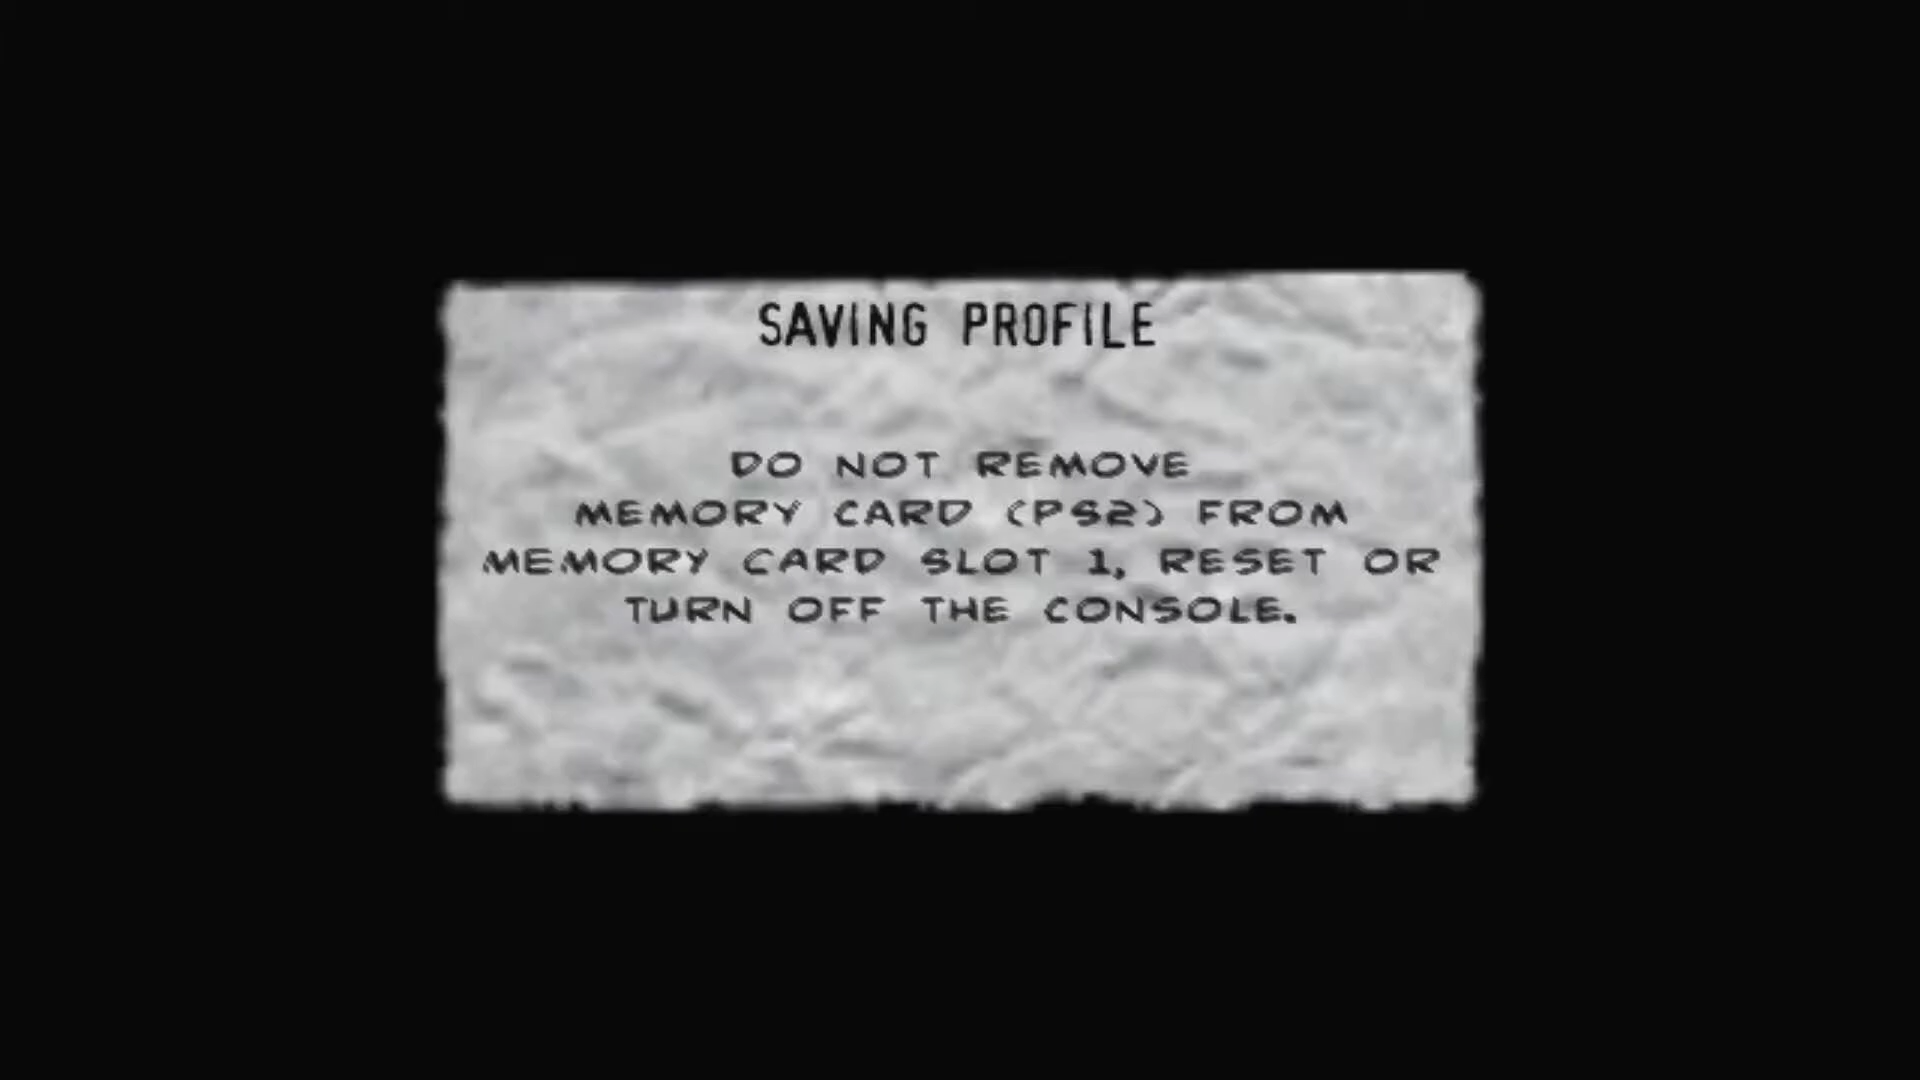 SAVING PROFILE
DO NOT REMOVE
MEMORY CARD (PS2) FROM
MEMORY CARD SLOT 1, RESET OR
TURN OFF THE CONSOLE.